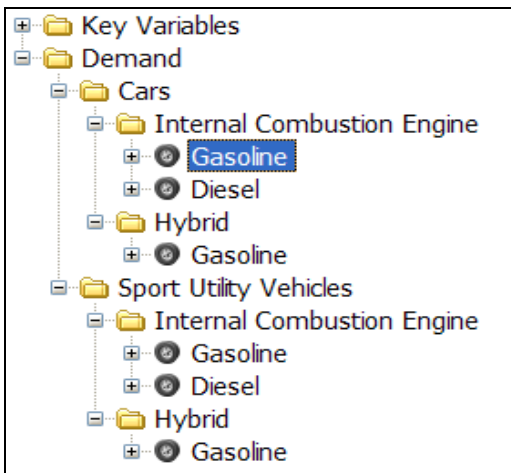 Key Variables
Demand
Cars
Internal Combustion Engine
Gasoline
Diesel
Hybrid
Gasoline
Sport Utility Vehicles
Internal Combustion Engine
Gasoline
Diesel
Hybrid
Gasoline